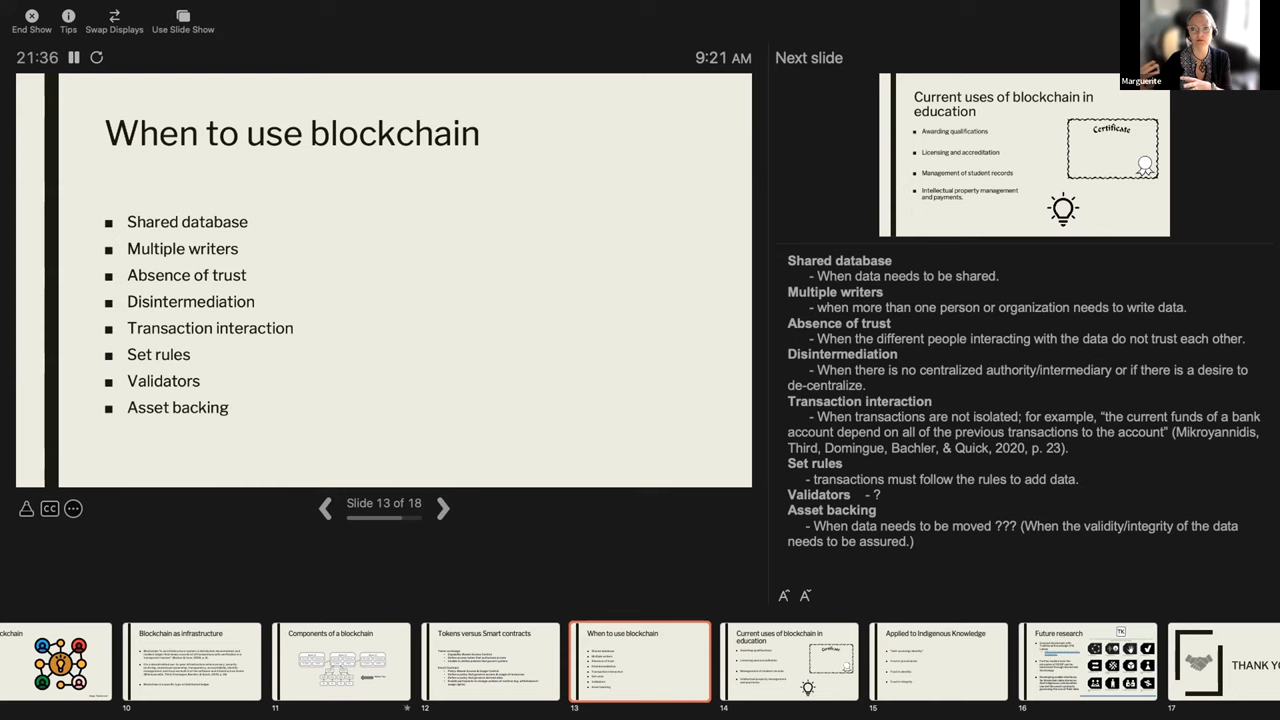 End Show
Tips
Swap Displays
Use Slide Show
21:36
9:21 AM
Next slide
Marguerite
When to use blockchain
■ Shared database
■ Multiple writers
■ Absence of trust
■ Disintermediation
■ Transaction interaction
■ Set rules
■ Validators
■ Asset backing
Current uses of blockchain in
education
■ Awarding qualifications
■ Licensing and accreditation
■ Management of student records
■ Intellectual property management
and payments.
Certificate
Shared database
- When data needs to be shared.
Multiple writers
- when more than one person or organization needs to write data.
Absence of trust
- When the different people interacting with the data do not trust each other.
Disintermediation
- When there is no centralized authority/intermediary or if there is a desire to
de-centralize.
Transaction interaction
- When transactions are not isolated; for example, “the current funds of a bank
account depend on all of the previous transactions to the account” (Mikroyannidis,
Third, Domingue, Bachler, & Quick, 2020, p. 23).
Set rules
- transactions must follow the rules to add data.
Validators - ?
Asset backing
- When data needs to be moved ??? (When the validity/integrity of the data
needs to be assured.)
CC
Slide 13 of 18
A A
ckchain
Blockchain as infrastructure
Components of a blockchain
Tokens versus Smart contracts
When to use blockchain
Current uses of blockchain in
education
Applied to Indigenous Knowledge
Future research
TK
THANK YO
10
11
12
13
14
15
16
17